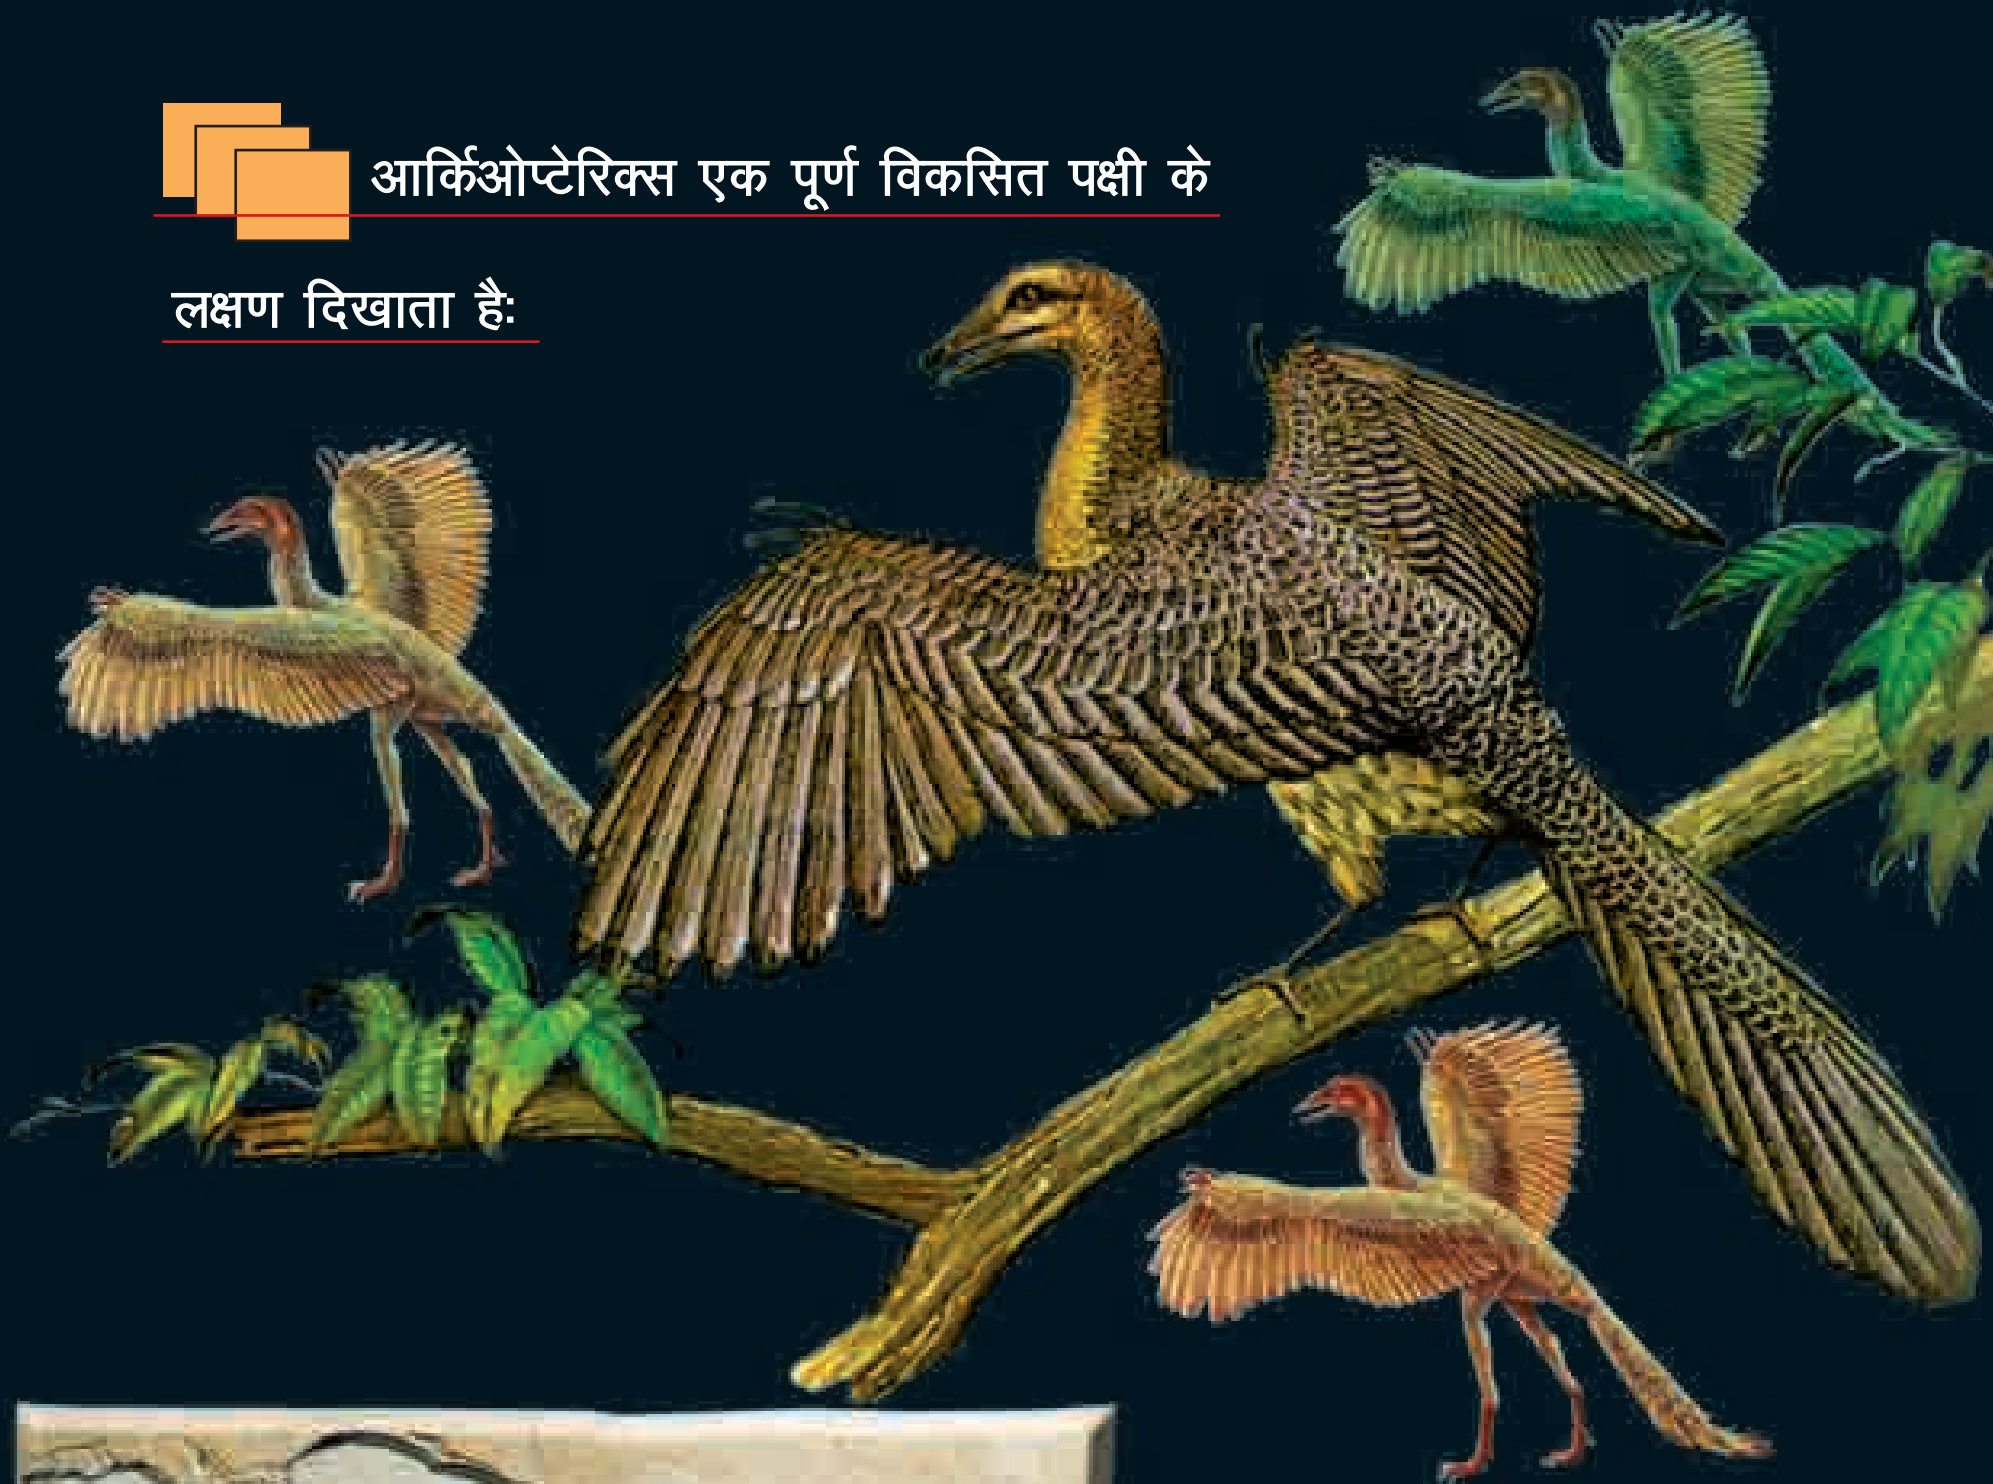 आर्किओप्टेरिक्स एक पूर्ण विकसित पक्षी के
लक्षण दिखाता हैः